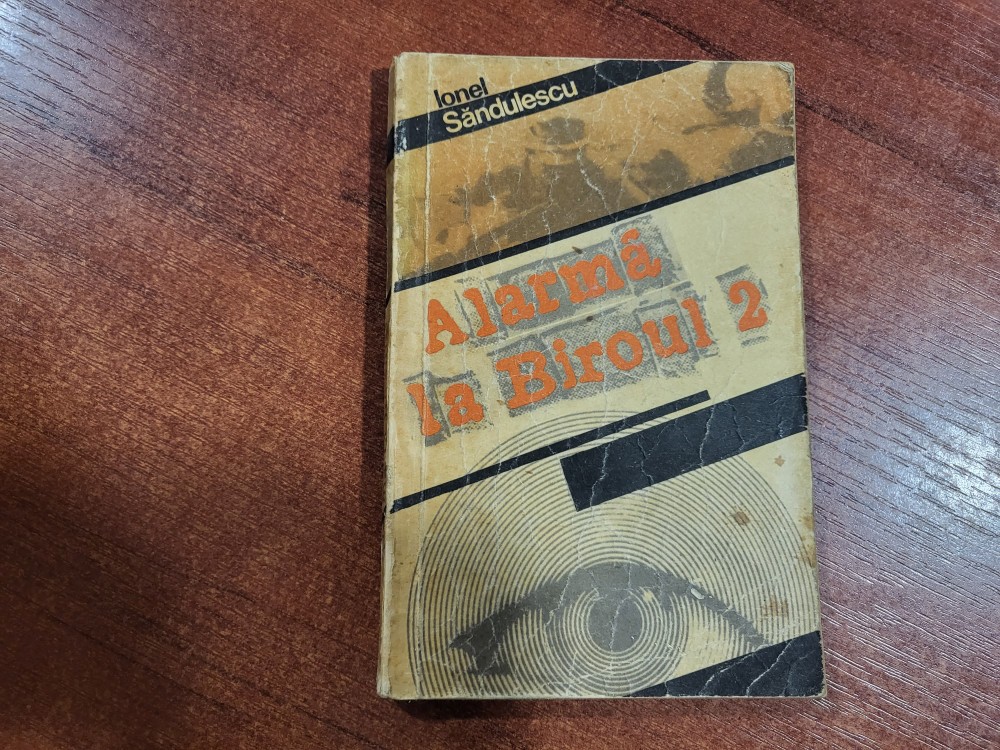 Ionel
Săndulescu
Alarmă
la Biroul 2